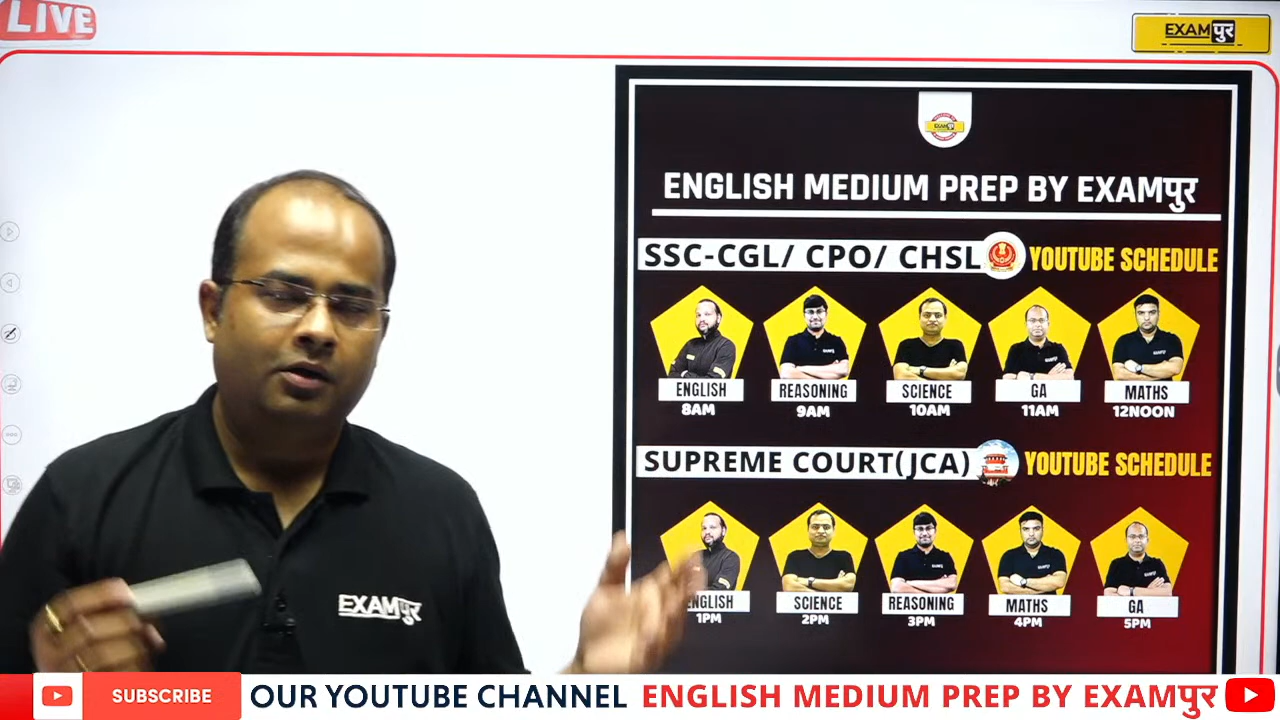 LIVE
EXAMपुर
EXAMपुर
ENGLISH MEDIUM PREP BY EXAMपुर
SSC-CGL/ CPO/ CHSL YOUTUBE SCHEDULE
ENGLISH REASONING SCIENCE GA MATHS
8AM 9AM 10AM 11AM 12NOON
SUPREME COURT(JCA) YOUTUBE SCHEDULE
ENGLISH SCIENCE REASONING MATHS GA
1PM 2PM 3PM 4PM 5PM
EXAMपुर
SUBSCRIBE OUR YOUTUBE CHANNEL ENGLISH MEDIUM PREP BY EXAMपुर